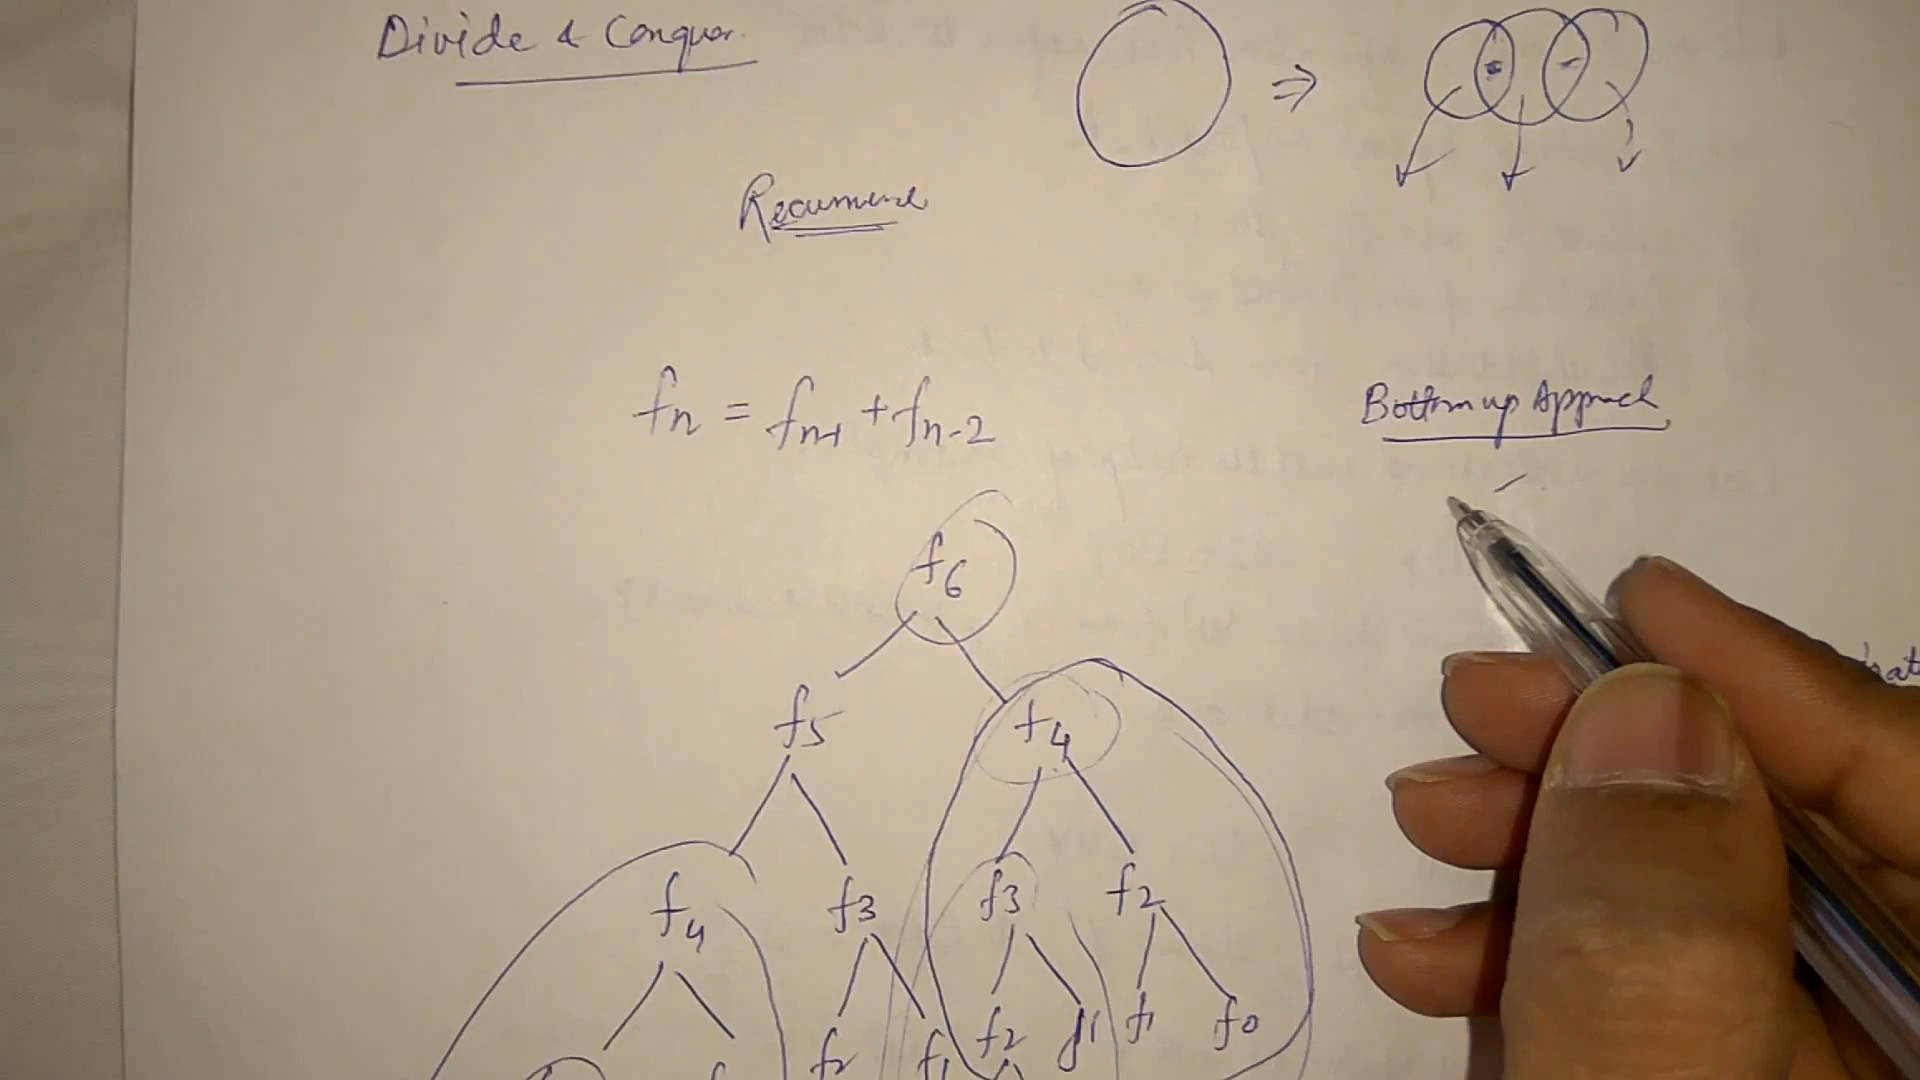 Divide & Conquer.
fn = fn-1 + fn-2
Bottom up Approach
f6
f5 f4
f4 f3 f3 f2
f2 f1 f2 f1 f1 f0